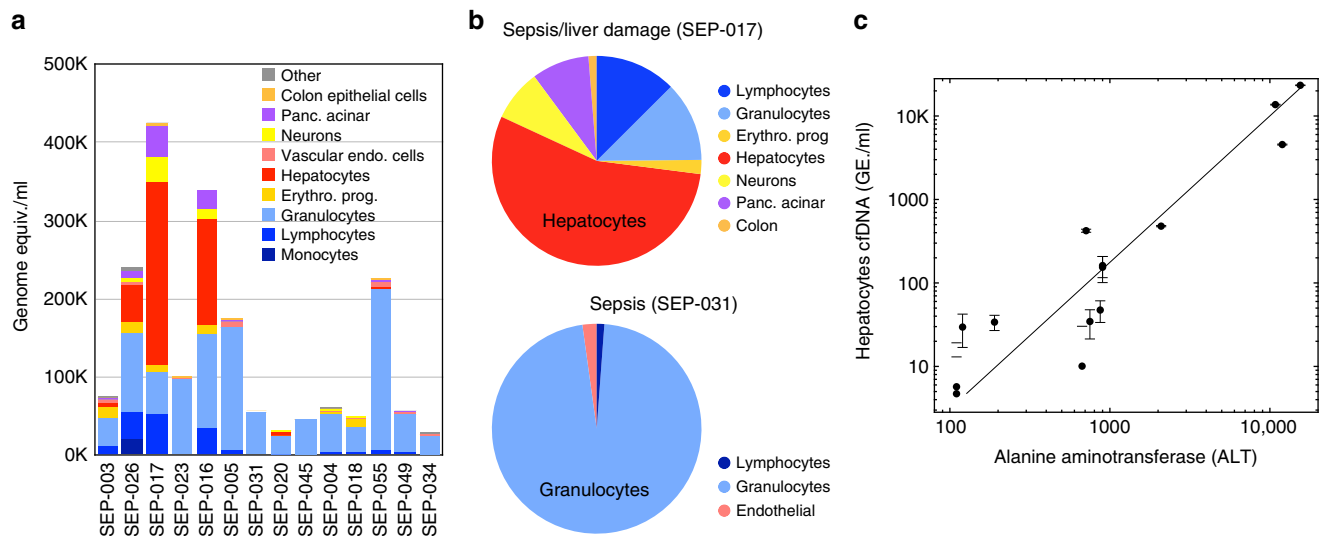 a
500K
400K
300K
200K
100K
0K
Genome equiv./ml
Other
Colon epithelial cells
Panc. acinar
Neurons
Vascular endo. cells
Hepatocytes
Erythro. prog.
Granulocytes
Lymphocytes
Monocytes
SEP-003
SEP-026
SEP-017
SEP-023
SEP-016
SEP-005
SEP-031
SEP-020
SEP-045
SEP-004
SEP-018
SEP-055
SEP-049
SEP-034
b
Sepsis/liver damage (SEP-017)
Hepatocytes
Lymphocytes
Granulocytes
Erythro. prog
Hepatocytes
Neurons
Panc. acinar
Colon
Sepsis (SEP-031)
Granulocytes
Lymphocytes
Granulocytes
Endothelial
c
Hepatocytes cfDNA (GE./ml)
10K
1000
100
10
100
1000
10,000
Alanine aminotransferase (ALT)